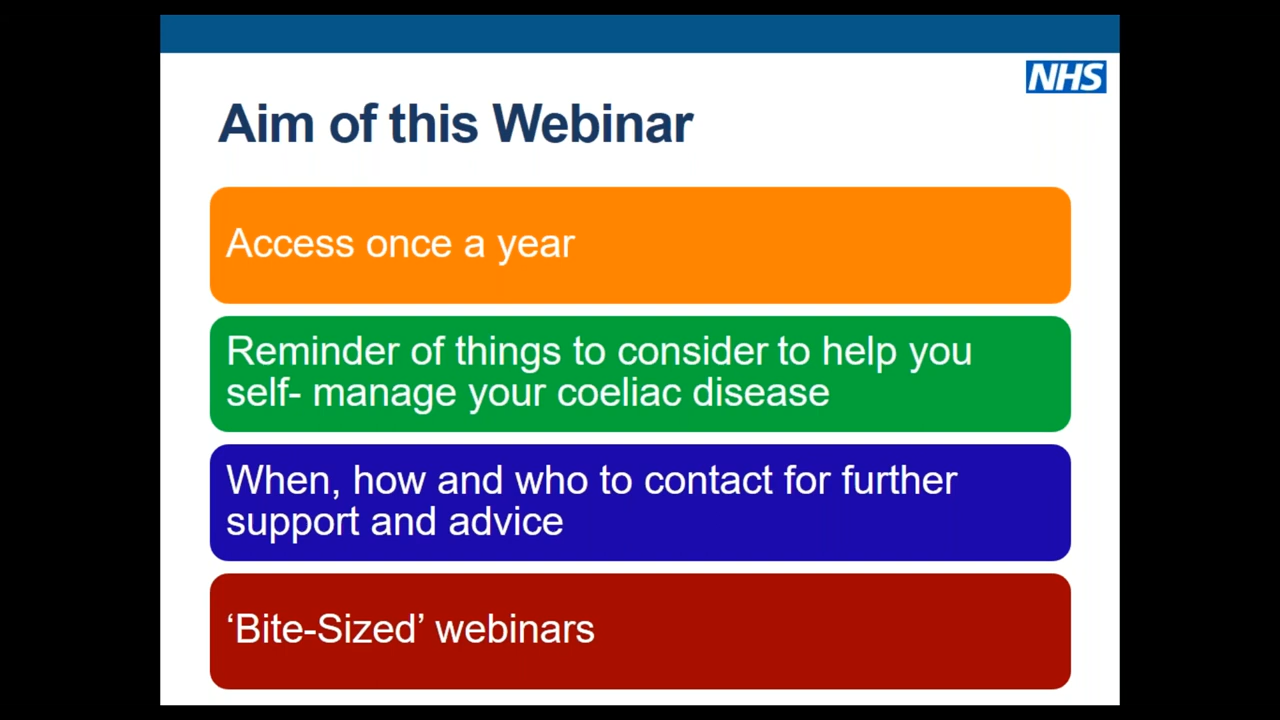 NHS
Aim of this Webinar
Access once a year
Reminder of things to consider to help you
self- manage your coeliac disease
When, how and who to contact for further
support and advice
‘Bite-Sized’ webinars